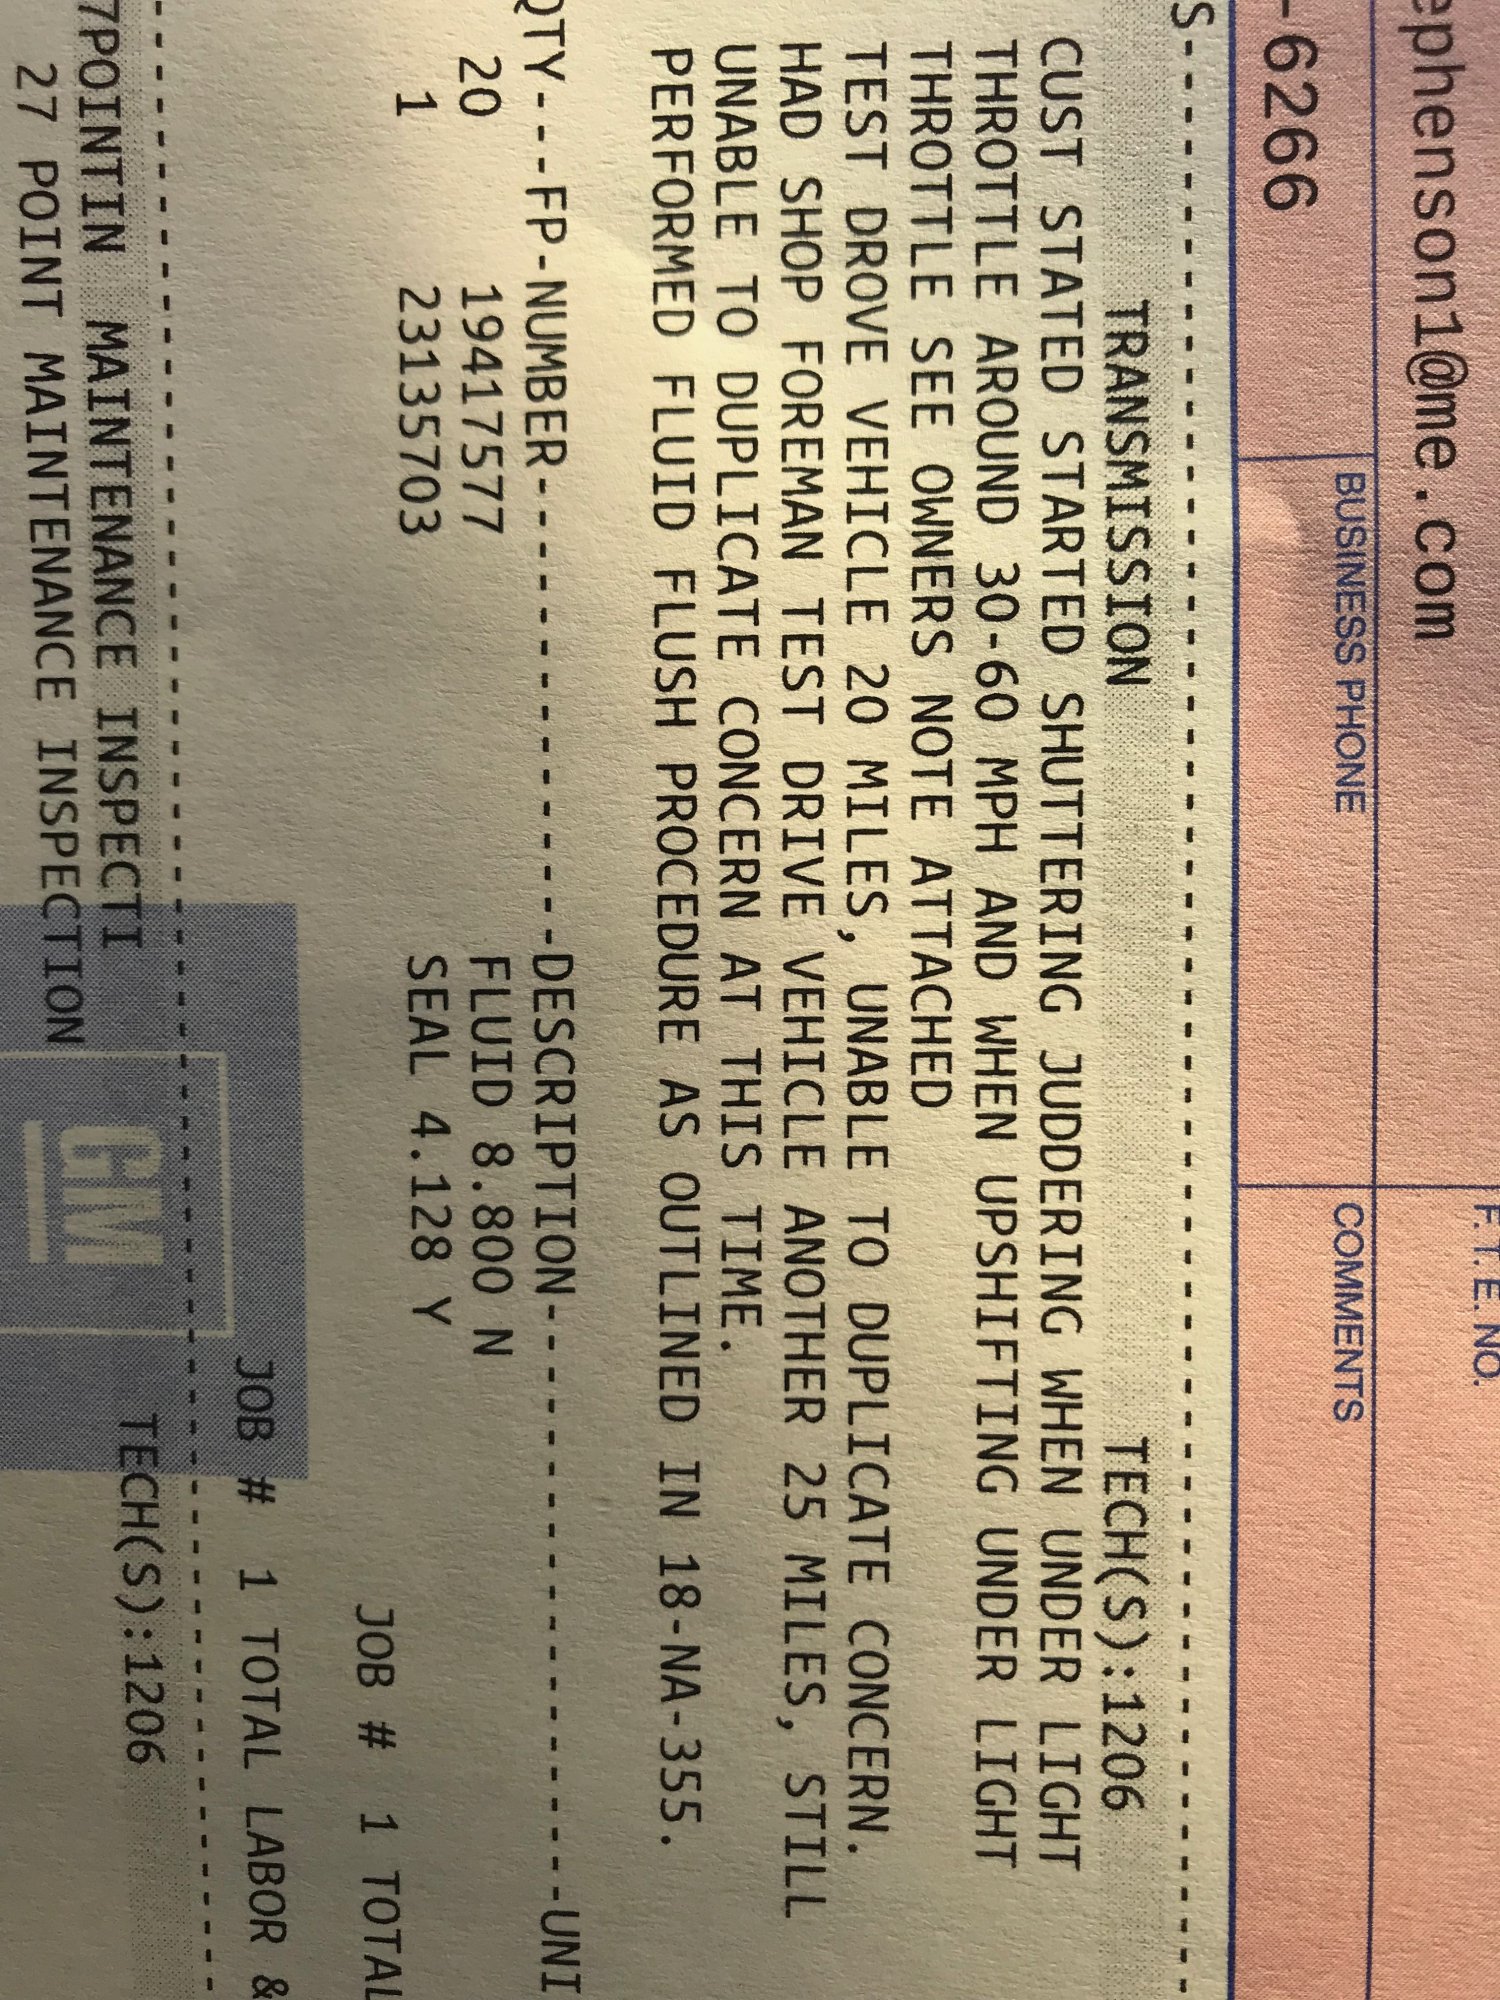 ephenson1@me.com
F. T. E. NO.
-6266
BUSINESS PHONE
COMMENTS
S----------------------------------------------------------------
TRANSMISSION TECH(S):1206
CUST STATED STARTED SHUTTERING JUDDERING WHEN UNDER LIGHT
THROTTLE AROUND 30-60 MPH AND WHEN UPSHIFTING UNDER LIGHT
THROTTLE SEE OWNERS NOTE ATTACHED
TEST DROVE VEHICLE 20 MILES, UNABLE TO DUPLICATE CONCERN.
HAD SHOP FOREMAN TEST DRIVE VEHICLE ANOTHER 25 MILES, STILL
UNABLE TO DUPLICATE CONCERN AT THIS TIME.
PERFORMED FLUID FLUSH PROCEDURE AS OUTLINED IN 18-NA-355.
QTY---FP-NUMBER---------------DESCRIPTION--------------------UNI
20 19417577 FLUID 8.800 N
1 23135703 SEAL 4.128 Y
JOB # 1 TOTAL
JOB # 1 TOTAL LABOR &
----------------------------------------------------------------
7POINTIN MAINTENANCE INSPECTI TECH(S):1206
27 POINT MAINTENANCE INSPECTION
GM